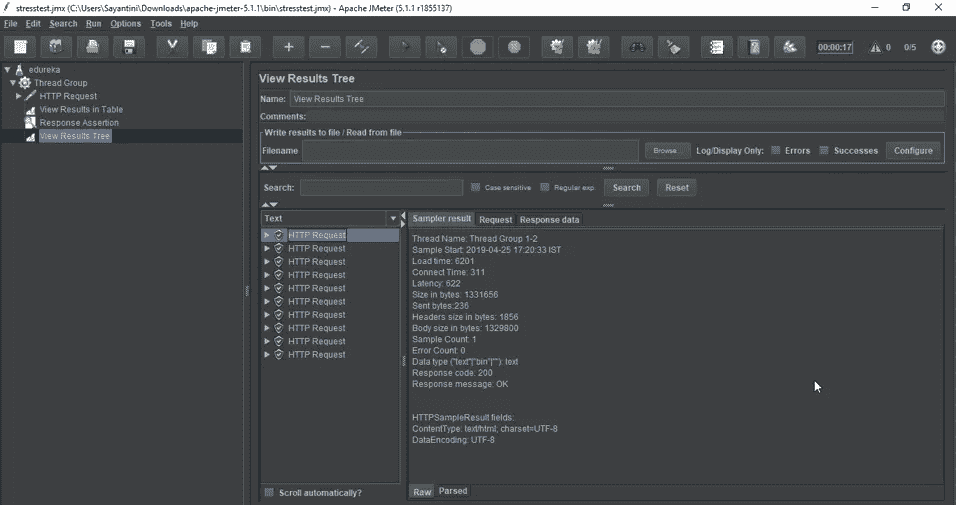 stresstest.jmx (C:\Users\Sayantini\Downloads\apache-jmeter-5.1.1\bin\stresstest.jmx) - Apache JMeter (5.1.1 r1855137)
File Edit Search Run Options Tools Help
00:00:17 0 0/5
edureka
Thread Group
HTTP Request
View Results in Table
Response Assertion
View Results Tree
View Results Tree
Name: View Results Tree
Comments:
Write results to file / Read from file
Filename Browse... Log/Display Only: Errors Successes Configure
Search: Case sensitive Regular exp. Search Reset
Text
HTTP Request
HTTP Request
HTTP Request
HTTP Request
HTTP Request
HTTP Request
HTTP Request
HTTP Request
HTTP Request
HTTP Request
Scroll automatically?
Sampler result Request Response data
Thread Name: Thread Group 1-2
Sample Start: 2019-04-25 17:20:33 IST
Load time: 6201
Connect Time: 311
Latency: 622
Size in bytes: 1331656
Sent bytes:236
Headers size in bytes: 1856
Body size in bytes: 1329800
Sample Count: 1
Error Count: 0
Data type ("text"|"bin"|""): text
Response code: 200
Response message: OK
HTTPSampleResult fields:
ContentType: text/html; charset=UTF-8
DataEncoding: UTF-8
Raw Parsed